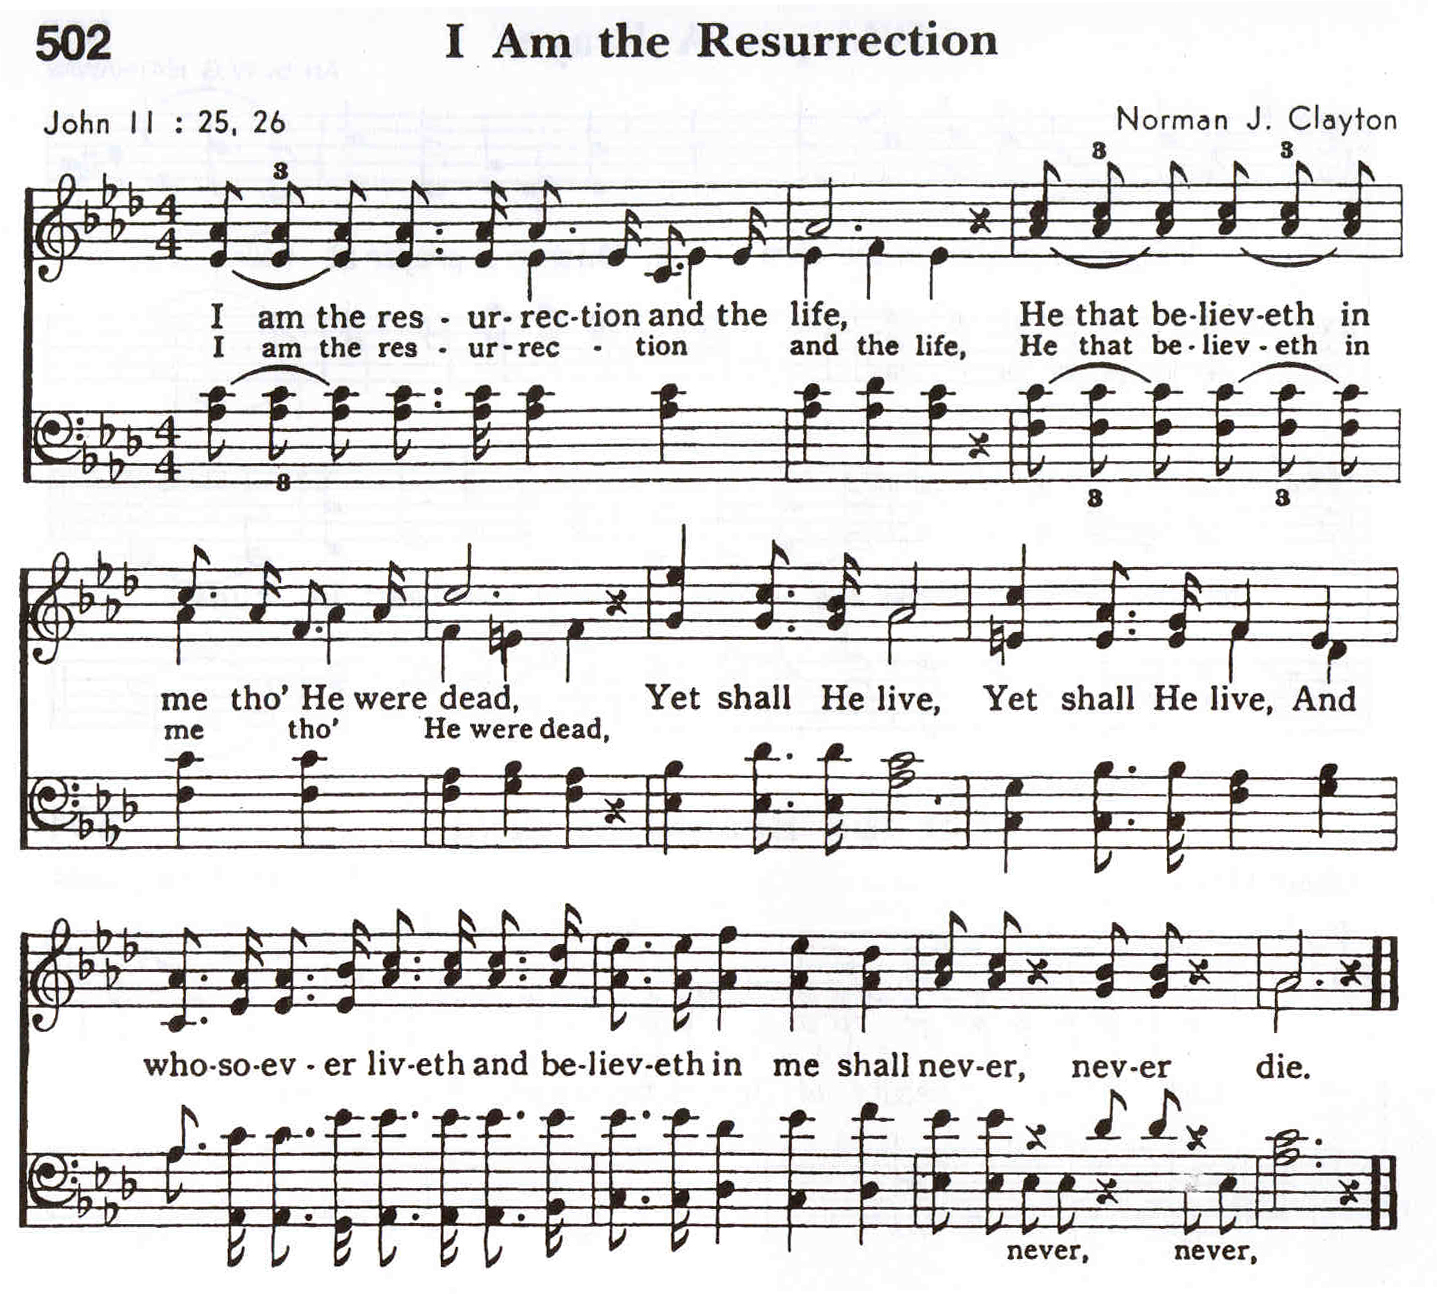 502 I Am the Resurrection
John 11 : 25, 26 Norman J. Clayton
3 3 3
4 4
I am the res - ur- rec-tion and the life, He that be-liev-eth in
I am the res - ur- rec - tion and the life, He that be- liev - eth in
4 4
3 3 3
me tho' He were dead, Yet shall He live, Yet shall He live, And
me tho' He were dead,
who-so-ev - er liv-eth and be-liev-eth in me shall nev-er, nev-er die.
never, never,